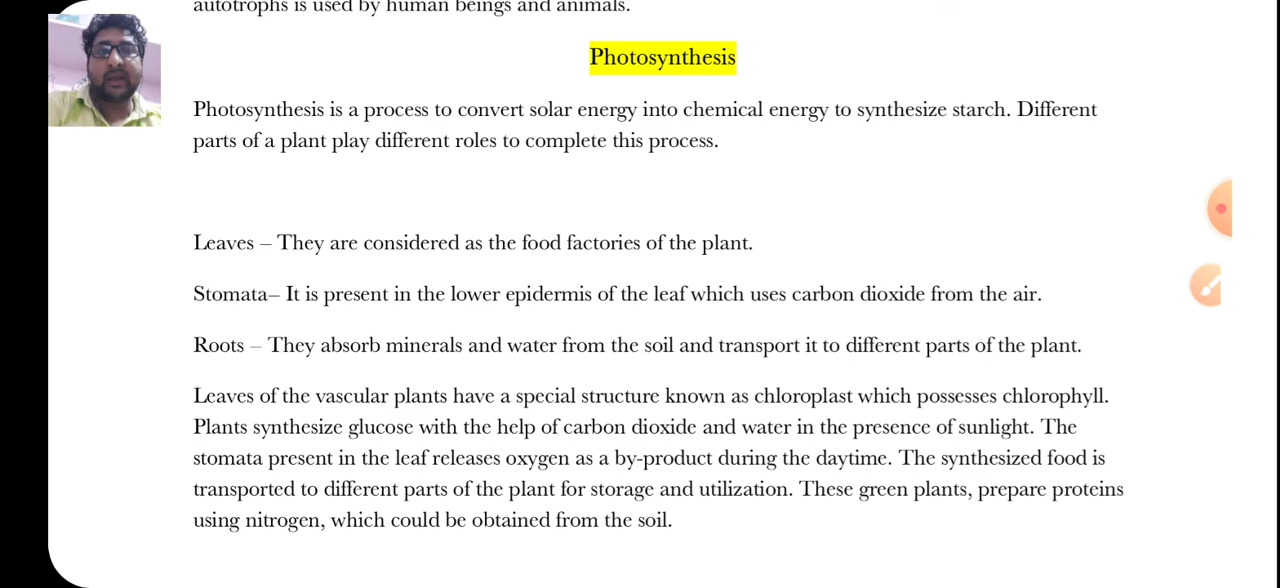 autotrophs is used by human beings and animals.
Photosynthesis
Photosynthesis is a process to convert solar energy into chemical energy to synthesize starch. Different
parts of a plant play different roles to complete this process.
Leaves – They are considered as the food factories of the plant.
Stomata– It is present in the lower epidermis of the leaf which uses carbon dioxide from the air.
Roots – They absorb minerals and water from the soil and transport it to different parts of the plant.
Leaves of the vascular plants have a special structure known as chloroplast which possesses chlorophyll.
Plants synthesize glucose with the help of carbon dioxide and water in the presence of sunlight. The
stomata present in the leaf releases oxygen as a by-product during the daytime. The synthesized food is
transported to different parts of the plant for storage and utilization. These green plants, prepare proteins
using nitrogen, which could be obtained from the soil.